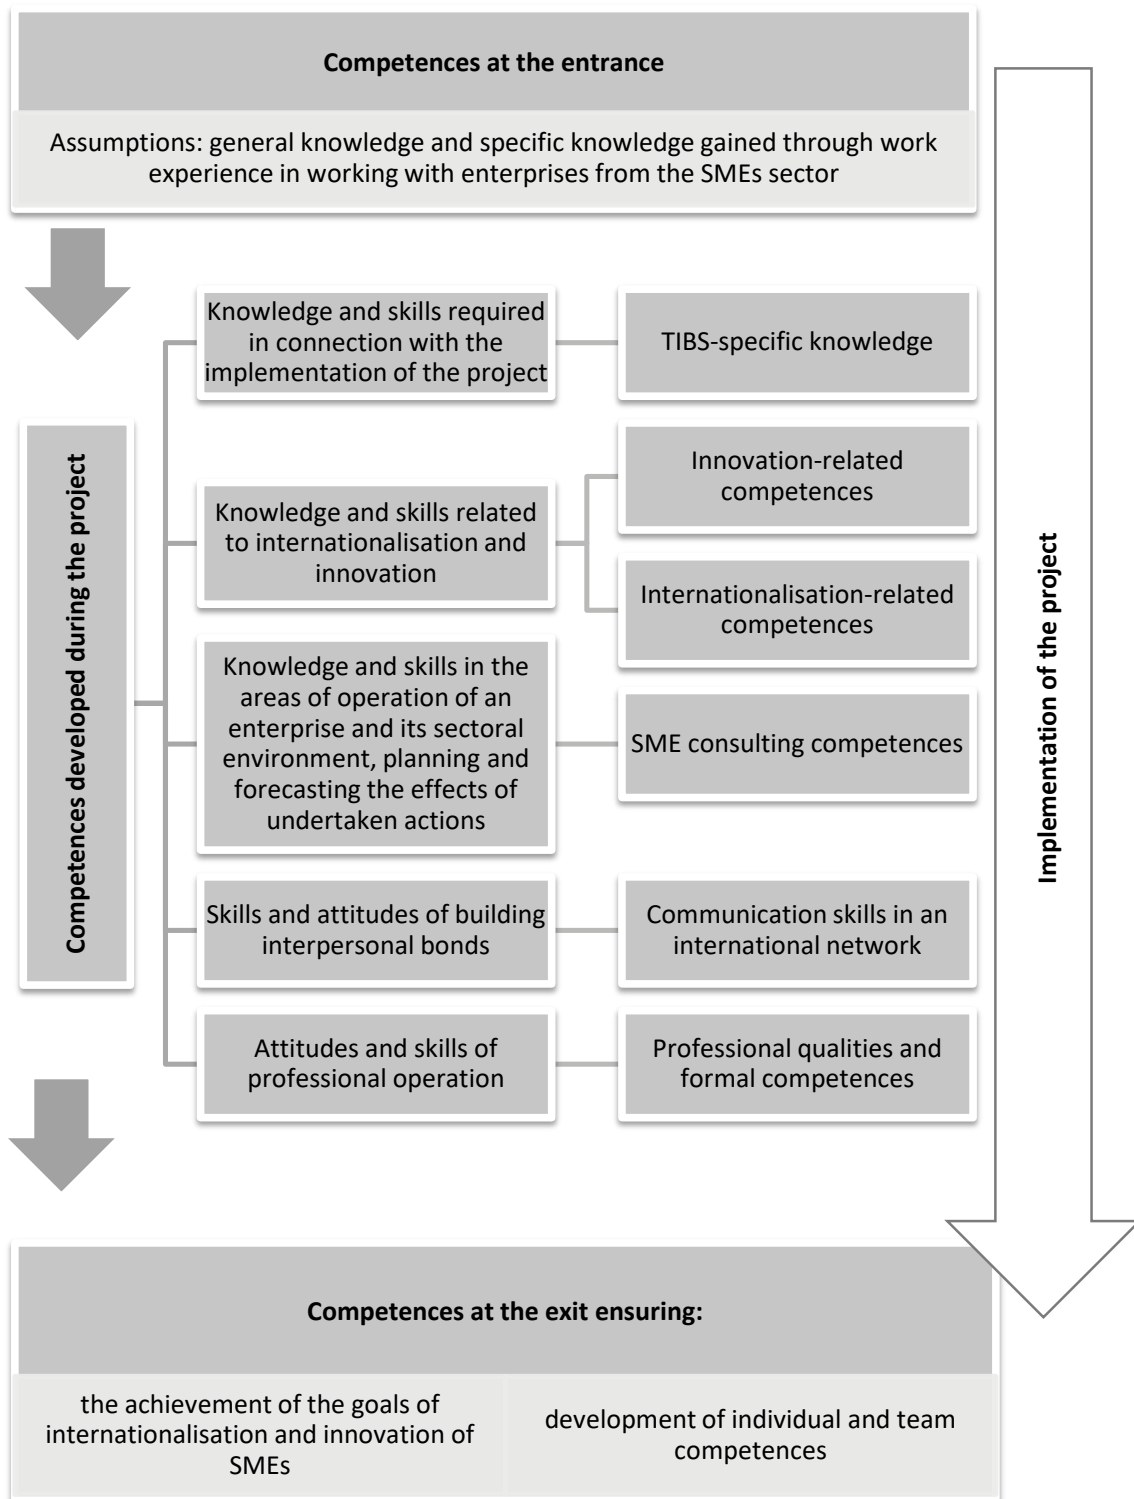 Competences at the entrance
Assumptions: general knowledge and specific knowledge gained through work
experience in working with enterprises from the SMEs sector
Competences developed during the project
Knowledge and skills required
in connection with the
implementation of the project
TIBS-specific knowledge
Knowledge and skills related
to internationalisation and
innovation
Innovation-related
competences
Internationalisation-related
competences
Knowledge and skills in the
areas of operation of an
enterprise and its sectoral
environment, planning and
forecasting the effects of
undertaken actions
SME consulting competences
Skills and attitudes of building
interpersonal bonds
Communication skills in an
international network
Attitudes and skills of
professional operation
Professional qualities and
formal competences
Implementation of the project
Competences at the exit ensuring:
the achievement of the goals of
internationalisation and innovation of
SMEs
development of individual and team
competences